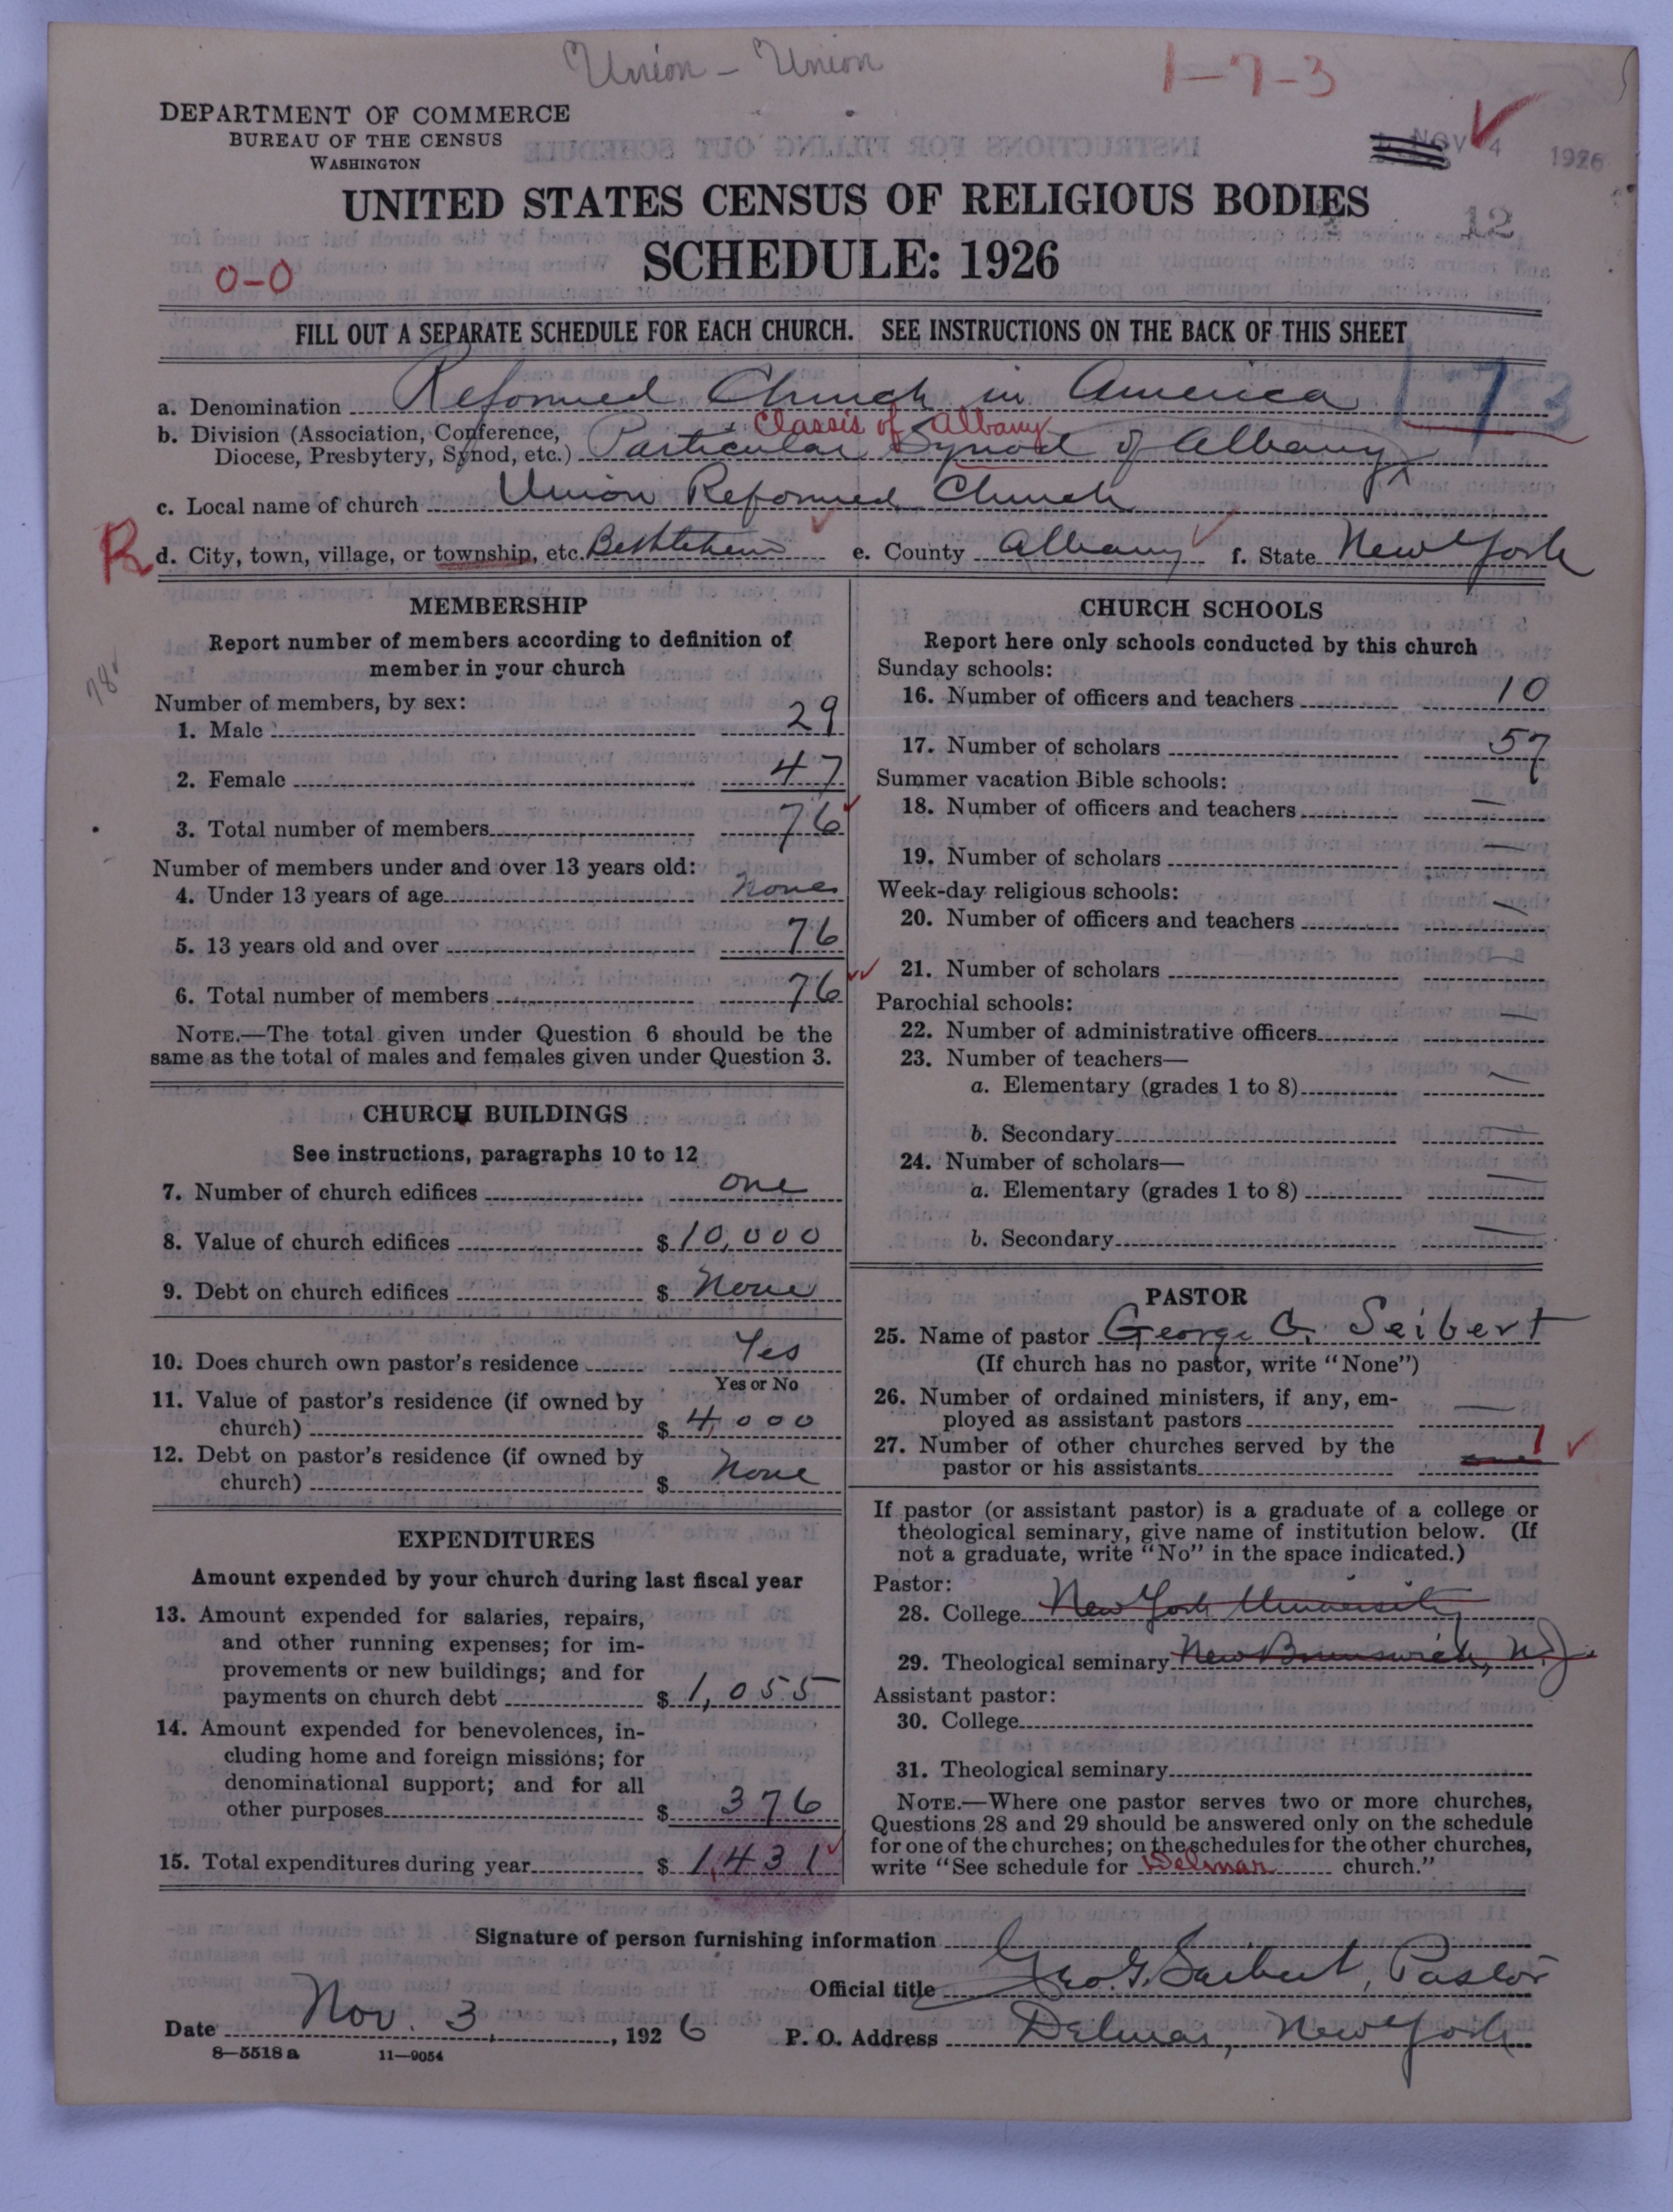 Union - Union
1-7-3
DEPARTMENT OF COMMERCE
BUREAU OF THE CENSUS
WASHINGTON
NOV 4 1926
UNITED STATES CENSUS OF RELIGIOUS BODIES
12
SCHEDULE: 1926
0-0
FILL OUT A SEPARATE SCHEDULE FOR EACH CHURCH. SEE INSTRUCTIONS ON THE BACK OF THIS SHEET
a. Denomination Reformed Church in America 173
Classis of Albany
b. Division (Association, Conference,
Diocese, Presbytery, Synod, etc.) Particular Synod of Albany
c. Local name of church Union Reformed Church
R d. City, town, village, or township, etc. Bethlehem e. County Albany f. State New York
MEMBERSHIP
Report number of members according to definition of
member in your church
Number of members, by sex:
1. Male 29
2. Female 47
3. Total number of members 76
Number of members under and over 13 years old:
4. Under 13 years of age None
5. 13 years old and over 76
6. Total number of members 76
NOTE.—The total given under Question 6 should be the
same as the total of males and females given under Question 3.
CHURCH BUILDINGS
See instructions, paragraphs 10 to 12
7. Number of church edifices one
8. Value of church edifices $ 10,000
9. Debt on church edifices $ None
10. Does church own pastor's residence Yes
Yes or No
11. Value of pastor's residence (if owned by
church) $ 4,000
12. Debt on pastor's residence (if owned by
church) $ None
EXPENDITURES
Amount expended by your church during last fiscal year
13. Amount expended for salaries, repairs,
and other running expenses; for im-
provements or new buildings; and for
payments on church debt $ 1,055
14. Amount expended for benevolences, in-
cluding home and foreign missions; for
denominational support; and for all
other purposes $ 376
15. Total expenditures during year $ 1,431
CHURCH SCHOOLS
Report here only schools conducted by this church
Sunday schools:
16. Number of officers and teachers 10
17. Number of scholars 57
Summer vacation Bible schools:
18. Number of officers and teachers —
19. Number of scholars —
Week-day religious schools:
20. Number of officers and teachers —
21. Number of scholars —
Parochial schools:
22. Number of administrative officers —
23. Number of teachers—
a. Elementary (grades 1 to 8) —
b. Secondary —
24. Number of scholars—
a. Elementary (grades 1 to 8) —
b. Secondary —
PASTOR
25. Name of pastor George G. Seibert
(If church has no pastor, write "None")
26. Number of ordained ministers, if any, em-
ployed as assistant pastors —
27. Number of other churches served by the
pastor or his assistants one 1
If pastor (or assistant pastor) is a graduate of a college or
theological seminary, give name of institution below. (If
not a graduate, write "No" in the space indicated.)
Pastor:
28. College New York University
29. Theological seminary New Brunswick, N.J.
Assistant pastor:
30. College
31. Theological seminary
NOTE.—Where one pastor serves two or more churches,
Questions 28 and 29 should be answered only on the schedule
for one of the churches; on the schedules for the other churches,
write "See schedule for Delmar church."
Signature of person furnishing information
Official title Geo. G. Seibert, Pastor
Date Nov. 3, 1926 P. O. Address Delmar, New York
8—5518 a 11—9054